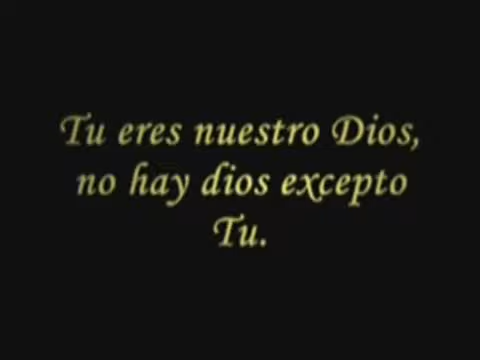 Tu eres nuestro Dios,
no hay dios excepto
Tu.